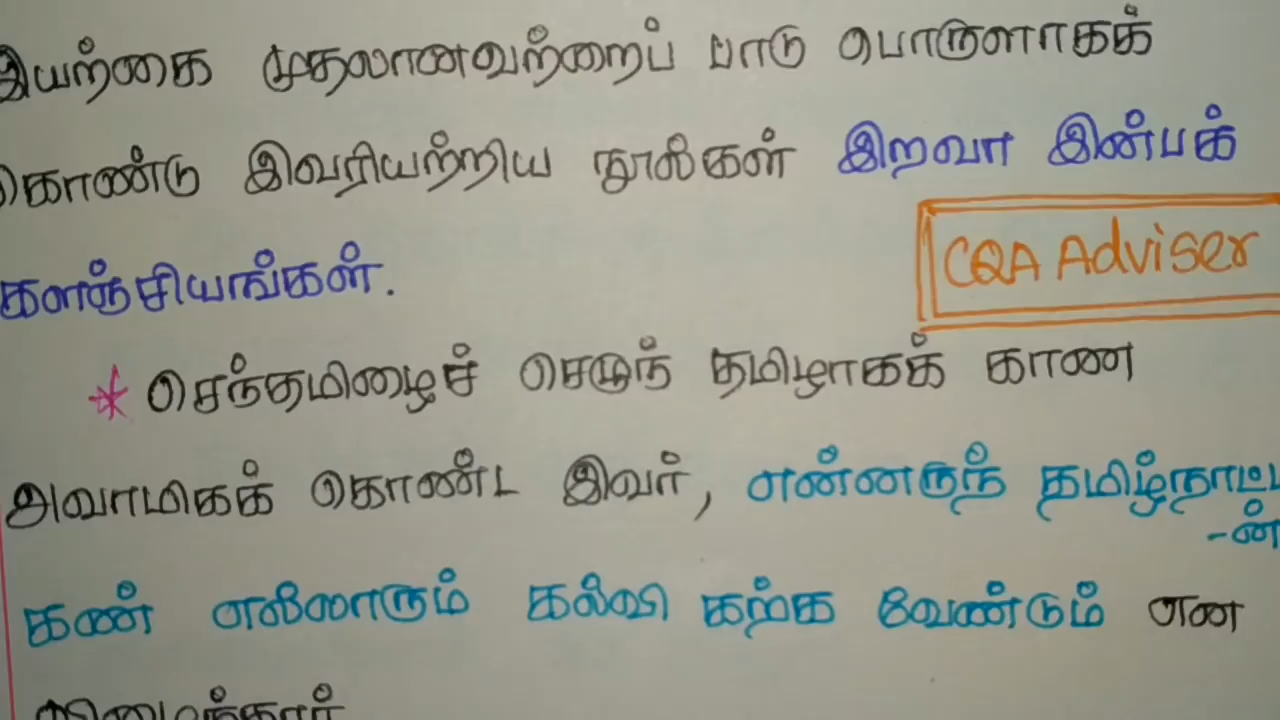 இயற்கை முதலானவற்றைப் பாடு பொருளாகக்
கொண்டு இவரியற்றிய நூல்கள் இறவா இன்பக்
களஞ்சியங்கள்.
CQA Adviser
* செந்தமிழைச் செழுந் தமிழாகக் காண
அவாமிகக் கொண்ட இவர், என்னருந் தமிழ்நாட்ட
-ன்
கண் எல்லாரும் கல்வி கற்க வேண்டும் என